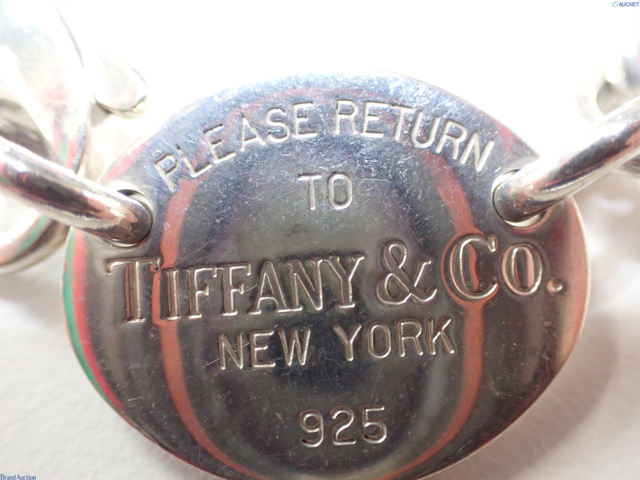 AUCNET
PLEASE RETURN
TO
TIFFANY & CO.
NEW YORK
925
Brand Auction